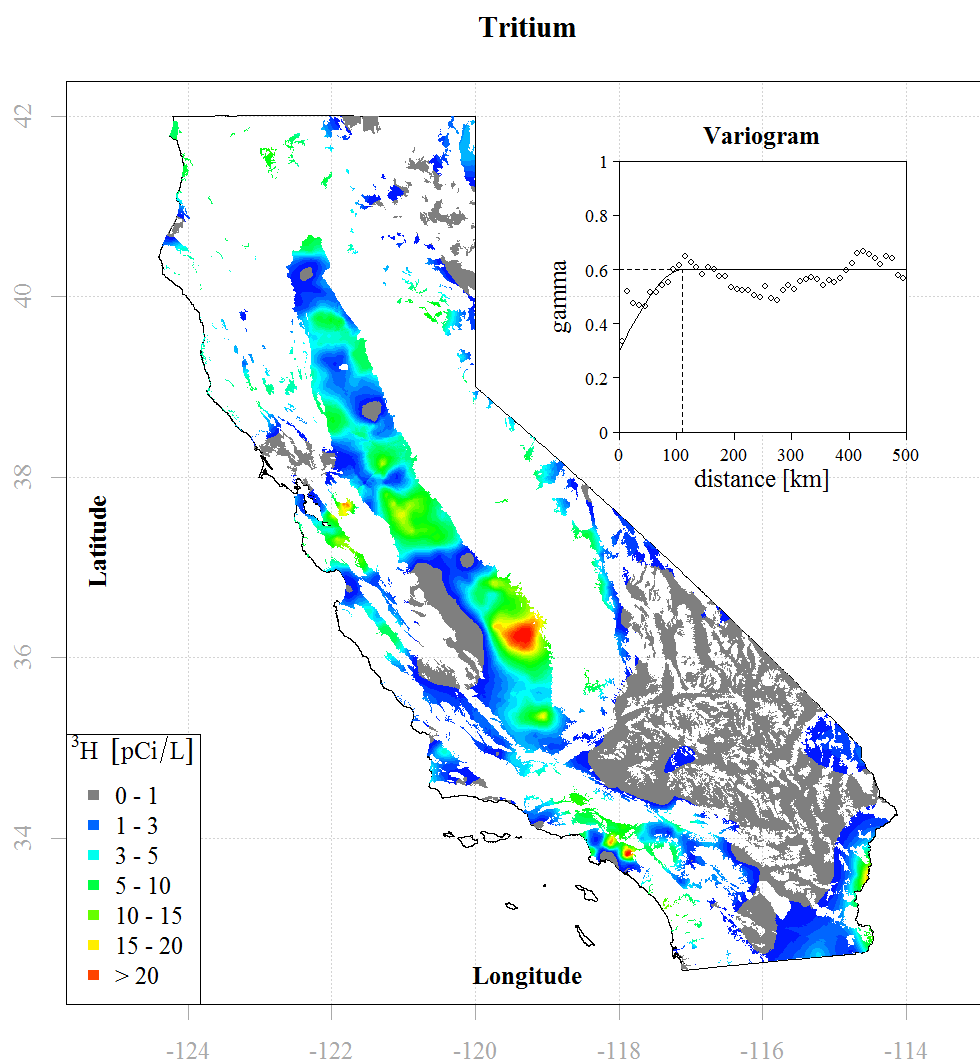 Tritium
42
40
38
36
34
Latitude
Variogram
1
0.8
0.6
0.4
0.2
0
gamma
0 100 200 300 400 500
distance [km]
³H [pCi/L]
0 - 1
1 - 3
3 - 5
5 - 10
10 - 15
15 - 20
> 20
Longitude
-124 -122 -120 -118 -116 -114